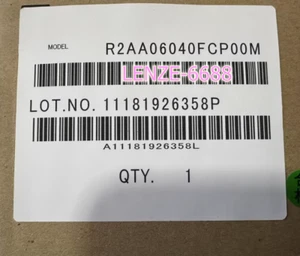 MODEL R2AA06040FCP00M
LENZE-6688
LOT.NO. 11181926358P
A11181926358L
QTY. 1